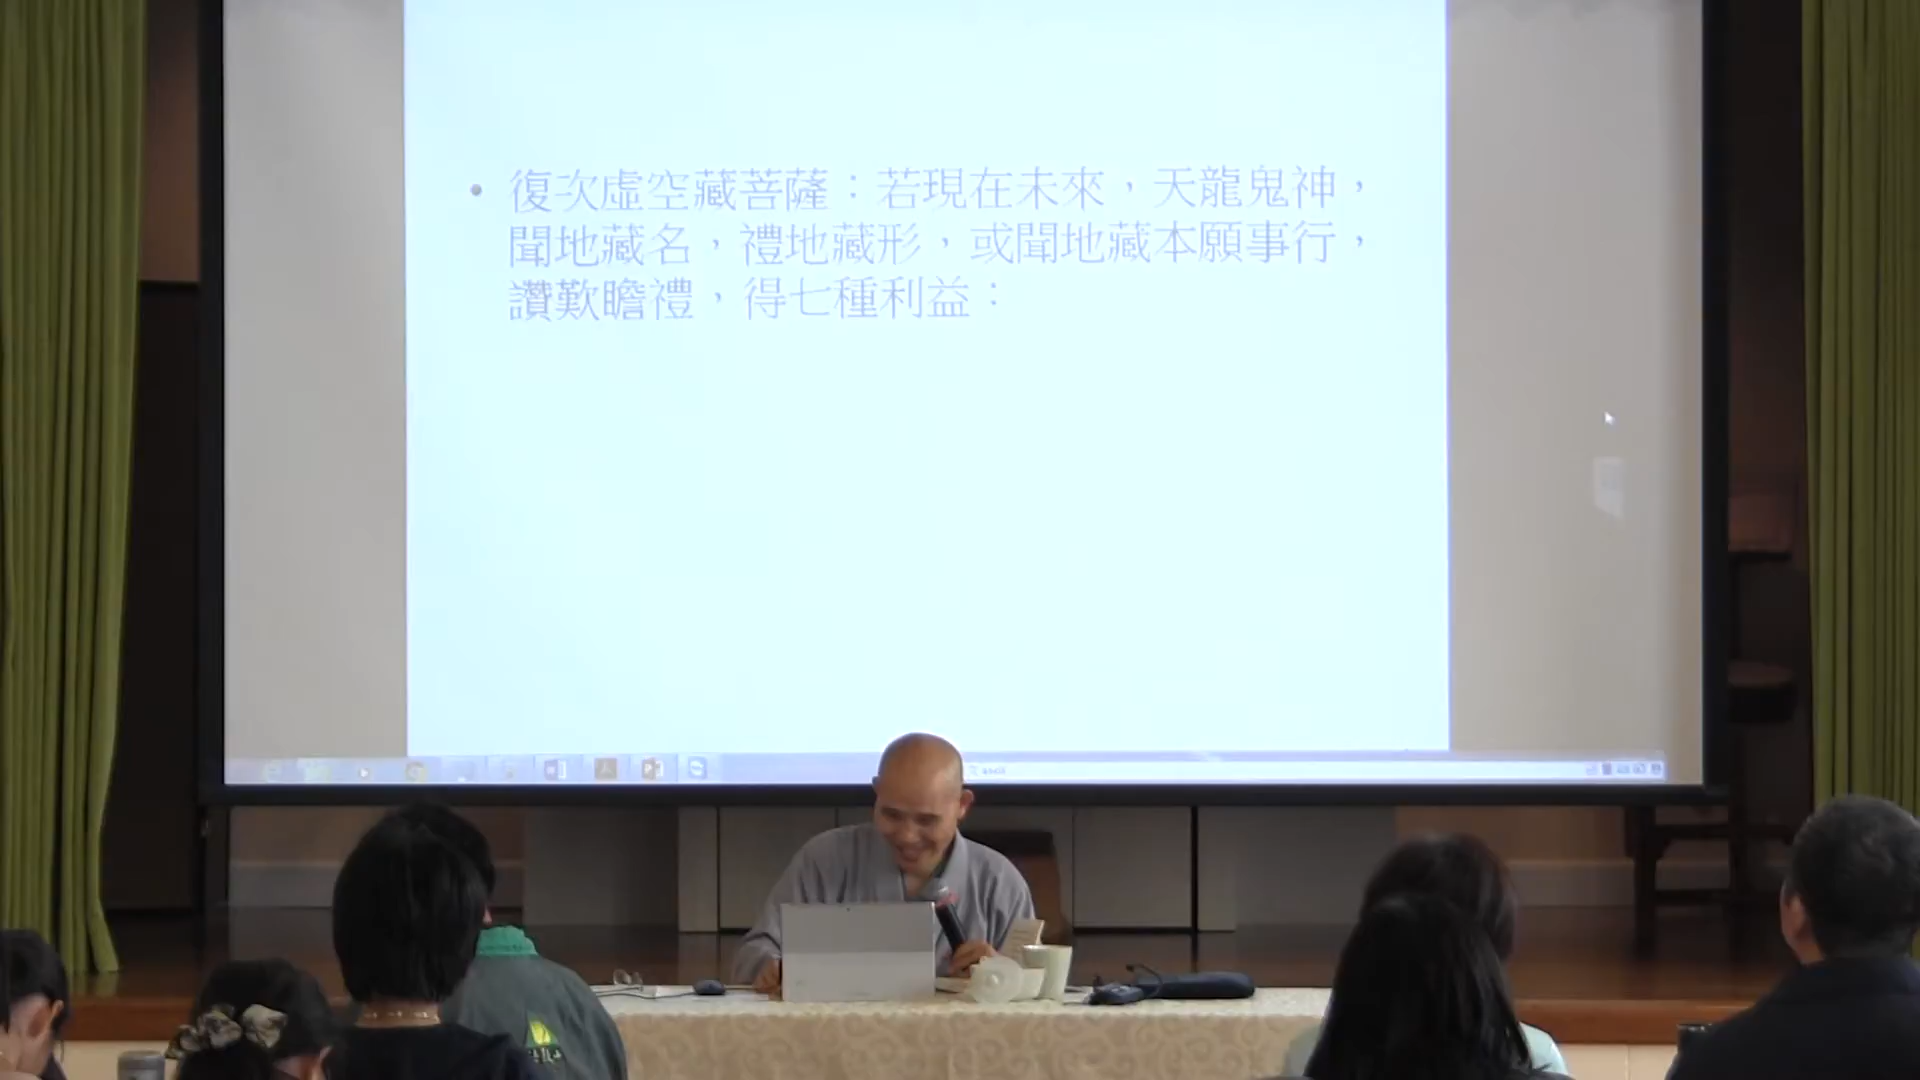 • 復次虛空藏菩薩：若現在未來，天龍鬼神，
聞地藏名，禮地藏形，或聞地藏本願事行，
讚歎瞻禮，得七種利益：